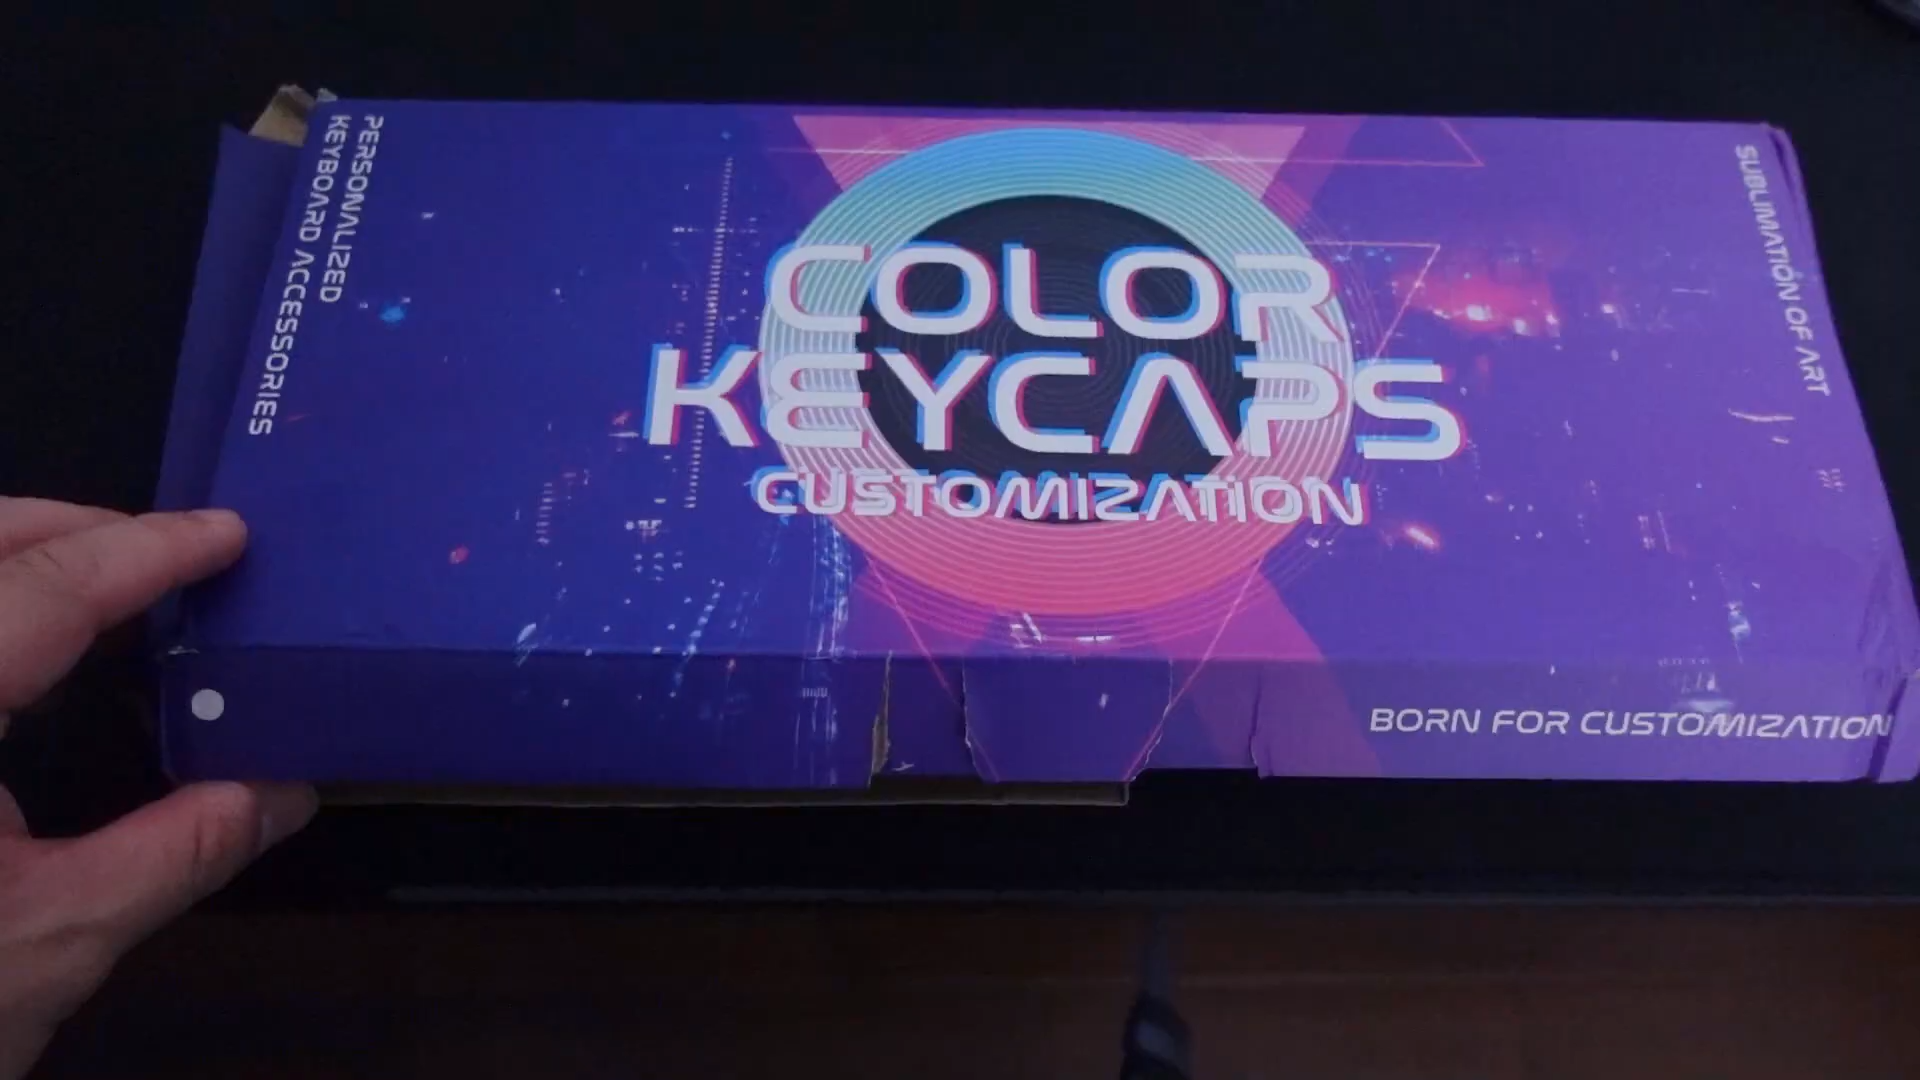 PERSONALIZED
KEYBOARD ACCESSORIES
COLOR
KEYCAPS
CUSTOMIZATION
SUBLIMATION OF ART
BORN FOR CUSTOMIZATION